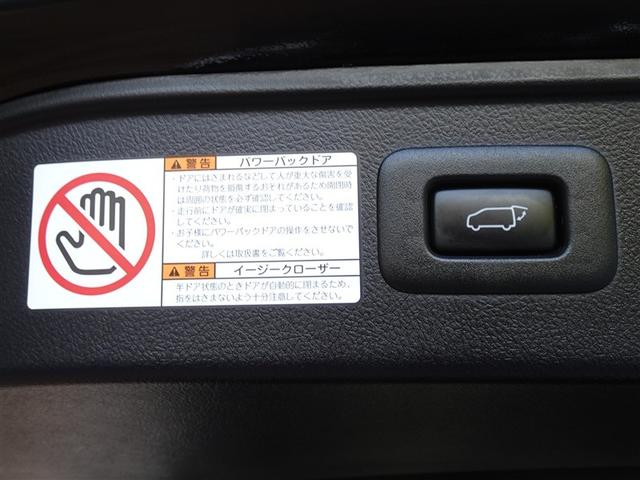 警告 パワーバックドア
・ドアにはさまれるなどして人が重大な傷害を
受けたり荷物を損傷するおそれがあるため開閉時
は周囲の状態を必ず確認してください。
・走行前にドアが確実に閉まっていることを確認
してください。
・お子様にパワーバックドアの操作をさせないで
ください。
詳しくは取扱書をご覧ください。
警告 イージークローザー
半ドア状態のときドアが自動的に閉まるため、
指をはさまないよう十分注意してください。